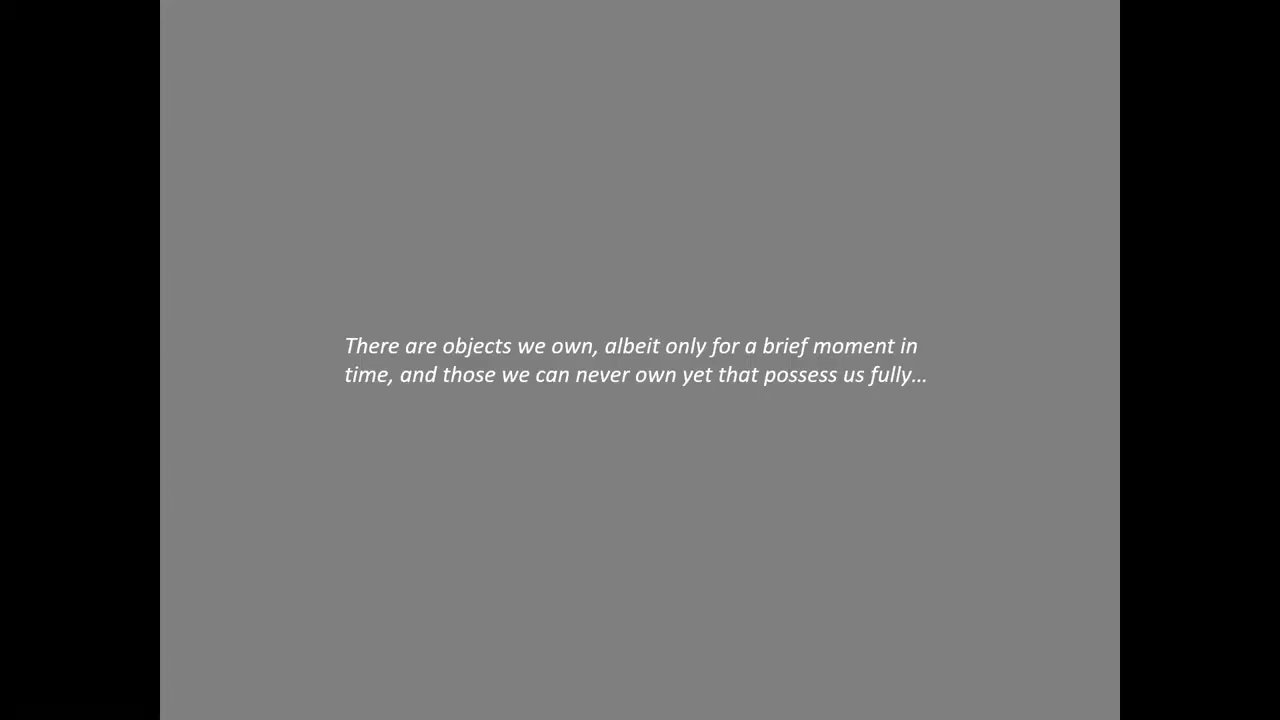 There are objects we own, albeit only for a brief moment in
time, and those we can never own yet that possess us fully...